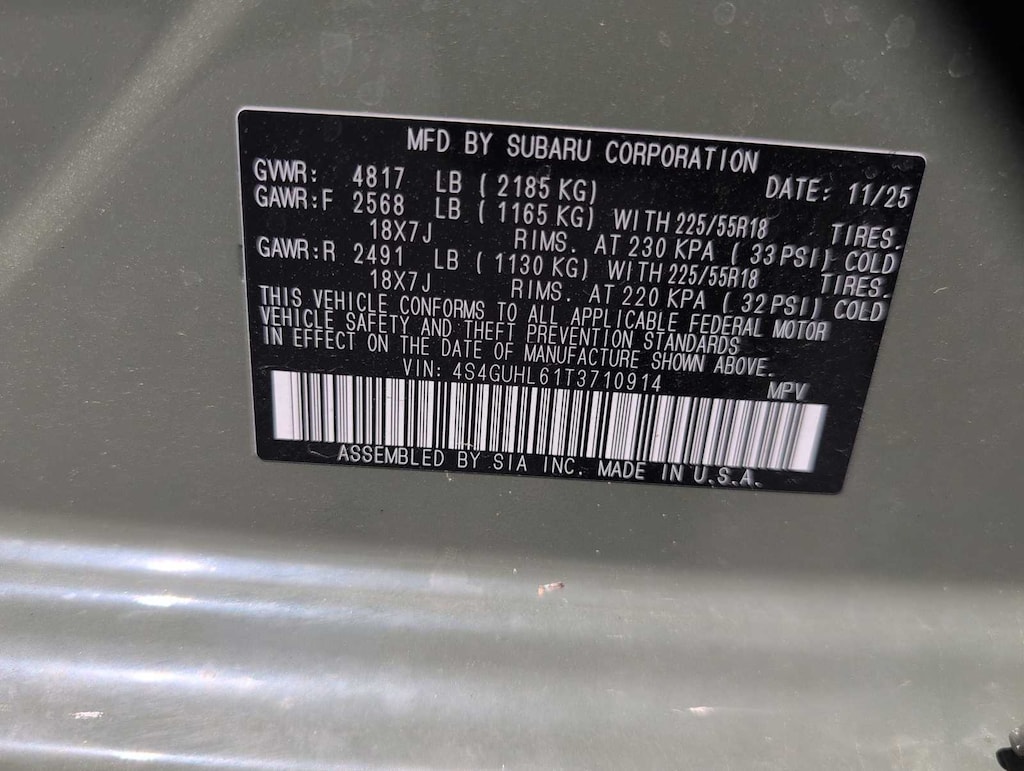 MFD BY SUBARU CORPORATION
GVWR: 4817 LB ( 2185 KG) DATE: 11/25
GAWR:F 2568 LB ( 1165 KG) WITH 225/55R18 TIRES.
18X7J RIMS. AT 230 KPA ( 33 PSI) COLD
GAWR:R 2491 LB ( 1130 KG) WITH 225/55R18 TIRES.
18X7J RIMS. AT 220 KPA ( 32 PSI) COLD
THIS VEHICLE CONFORMS TO ALL APPLICABLE FEDERAL MOTOR
VEHICLE SAFETY AND THEFT PREVENTION STANDARDS
IN EFFECT ON THE DATE OF MANUFACTURE SHOWN ABOVE.
VIN: 4S4GUHL61T3710914 MPV
ASSEMBLED BY SIA INC. MADE IN U.S.A.